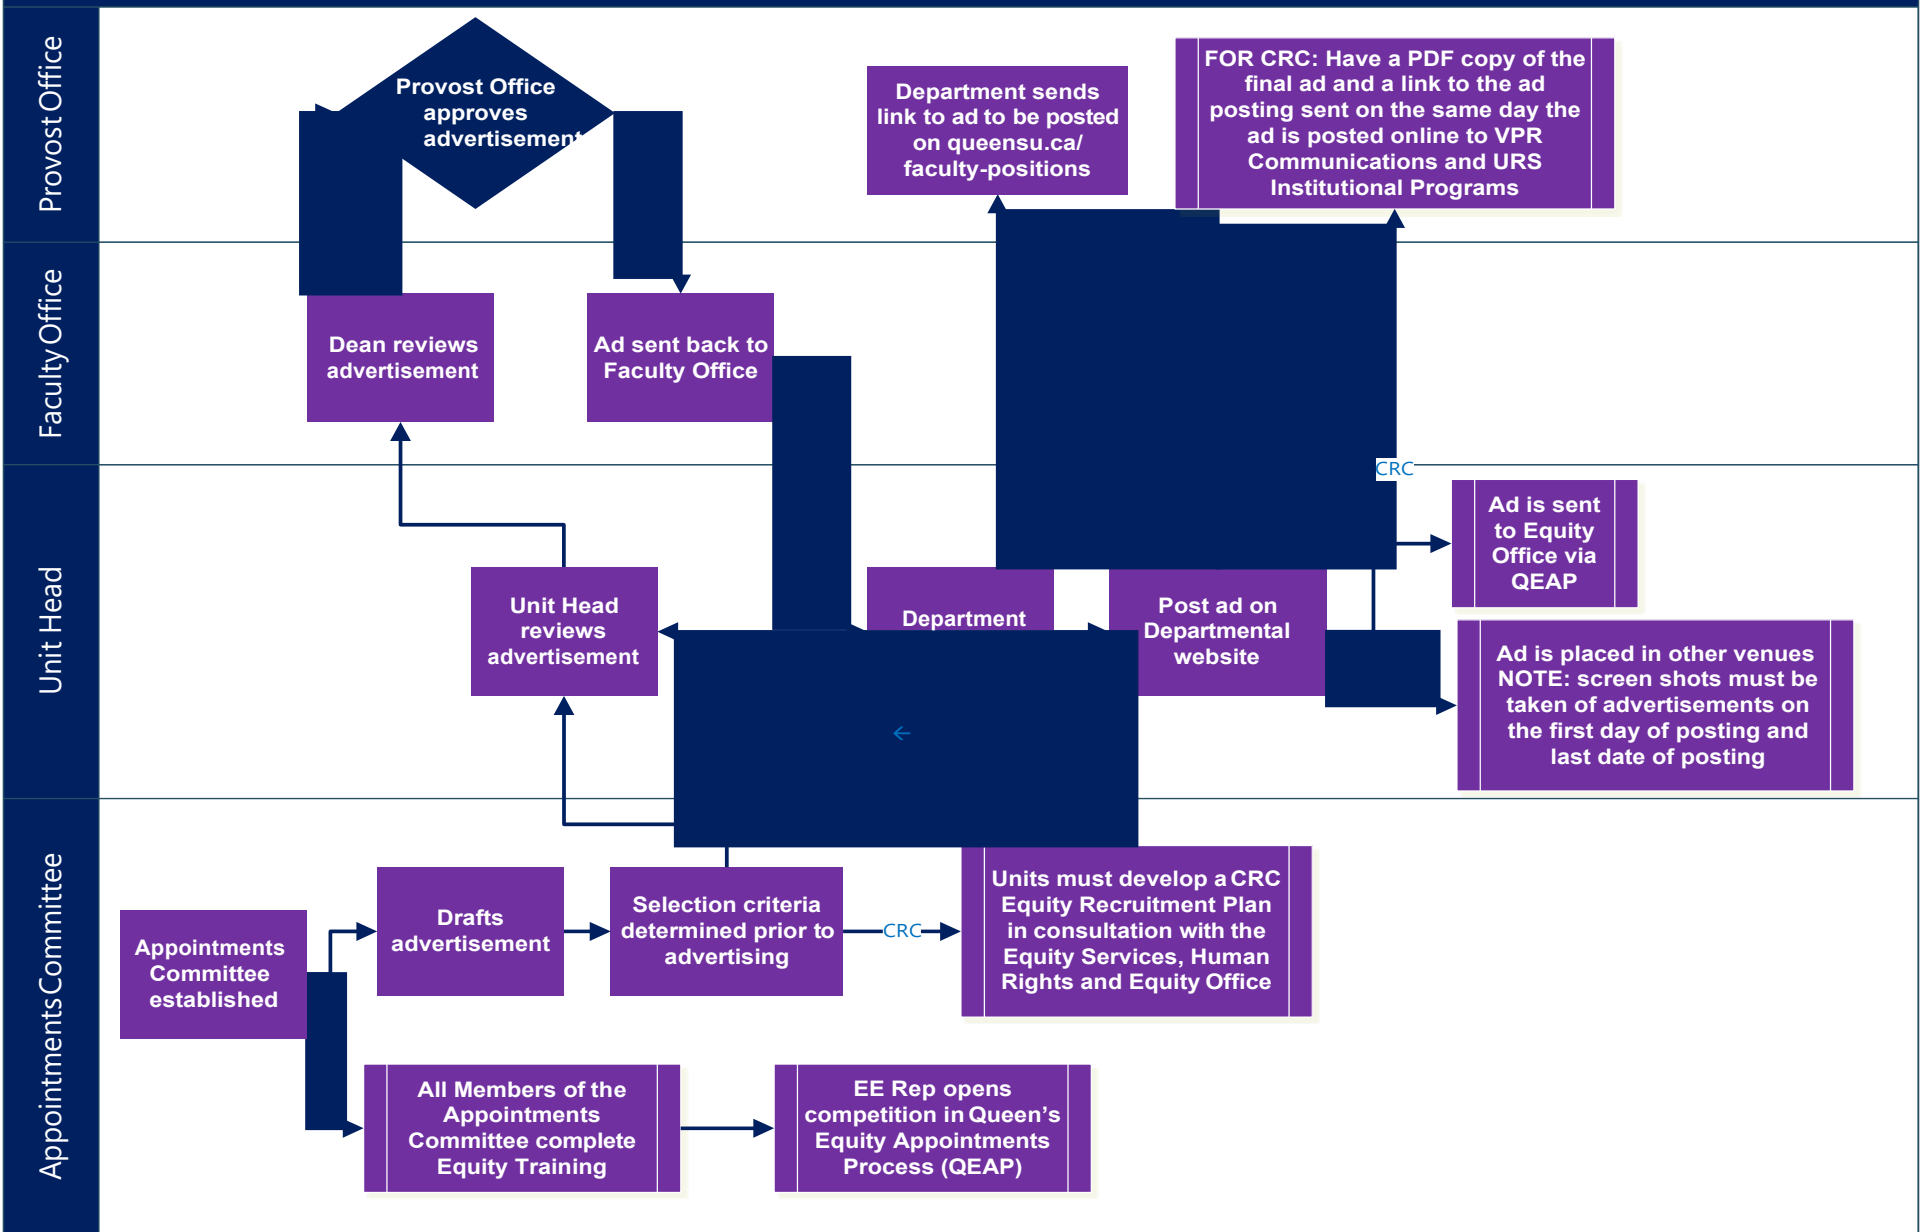 Provost Office
Provost Office
approves
advertisement
Department sends
link to ad to be posted
on queensu.ca/
faculty-positions
FOR CRC: Have a PDF copy of the
final ad and a link to the ad
posting sent on the same day the
ad is posted online to VPR
Communications and URS
Institutional Programs
Faculty Office
Dean reviews
advertisement
Ad sent back to
Faculty Office
CRC
Unit Head
Unit Head
reviews
advertisement
Department
Post ad on
Departmental
website
Ad is sent
to Equity
Office via
QEAP
Ad is placed in other venues
NOTE: screen shots must be
taken of advertisements on
the first day of posting and
last date of posting
Appointments Committee
Appointments
Committee
established
Drafts
advertisement
Selection criteria
determined prior to
advertising
CRC
Units must develop a CRC
Equity Recruitment Plan
in consultation with the
Equity Services, Human
Rights and Equity Office
All Members of the
Appointments
Committee complete
Equity Training
EE Rep opens
competition in Queen's
Equity Appointments
Process (QEAP)